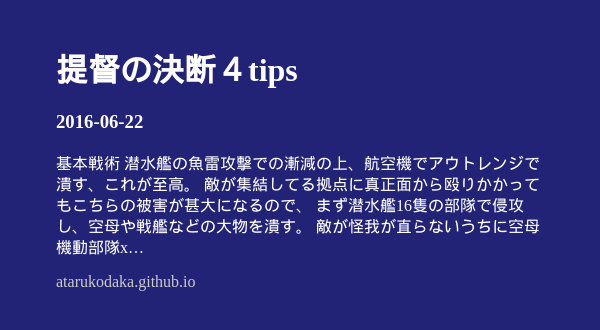 提督の決断４tips
2016-06-22
基本戦術 潜水艦の魚雷攻撃での漸減の上、航空機でアウトレンジで
潰す、これが至高。 敵が集結してる拠点に真正面から殴りかかって
もこちらの被害が甚大になるので、 まず潜水艦16隻の部隊で侵攻
し、空母や戦艦などの大物を潰す。 敵が怪我が直らないうちに空母
機動部隊x…
atarukodaka.github.io